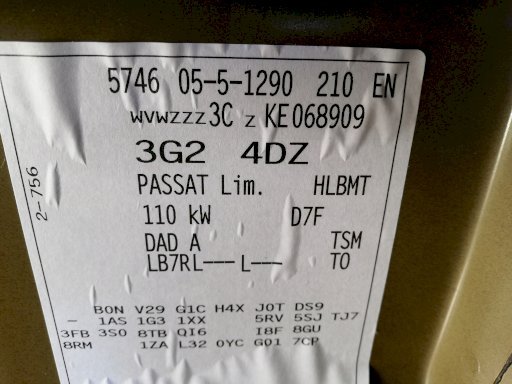 5746 05-5-1290 210 EN
WVWZZZ3C Z KE068909
3G2 4DZ
2-756
PASSAT Lim. HLBMT
110 kW D7F
DAD A TSM
LB7RL---L--- TO
B0N V29 G1C H4X J0T DS9
- 1AS 1G3 1XX 5RV 5SJ TJ7
3FB 3S0 8TB QI6 I8F 8GU
8RM 1ZA L32 0YC G01 7CP